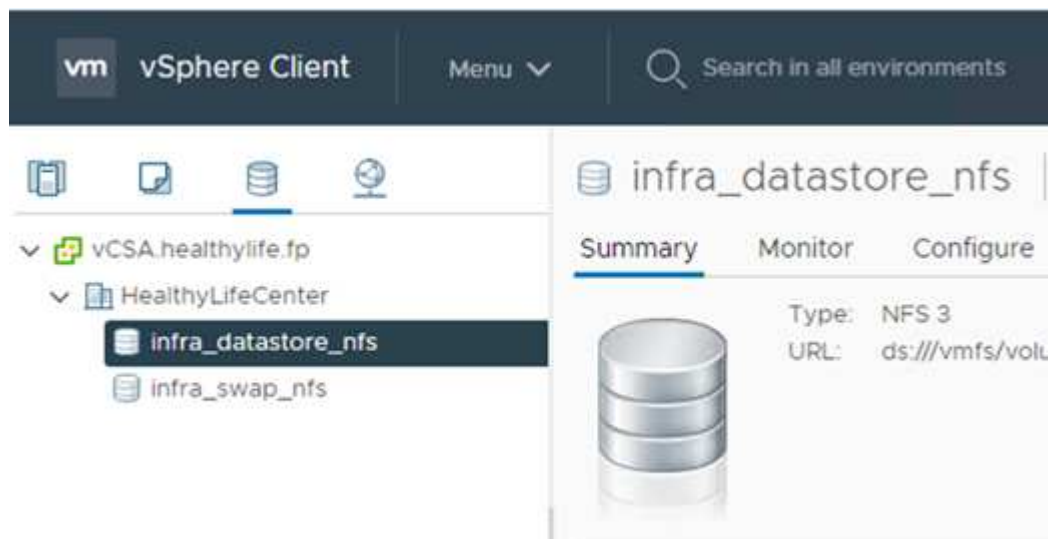 vm vSphere Client Menu Search in all environments
infra_datastore_nfs
Summary Monitor Configure
vCSA.healthylife.fp
HealthyLifeCenter
infra_datastore_nfs
infra_swap_nfs
Type: NFS 3
URL: ds:///vmfs/volu